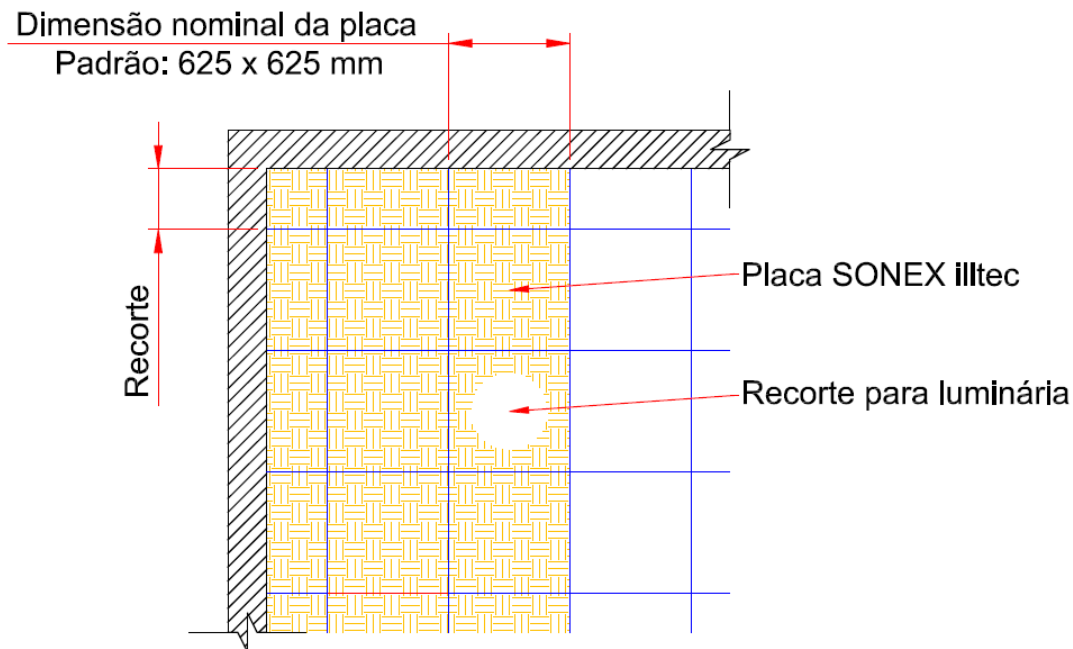 Dimensão nominal da placa
Padrão: 625 x 625 mm
Recorte
Placa SONEX illtec
Recorte para luminária